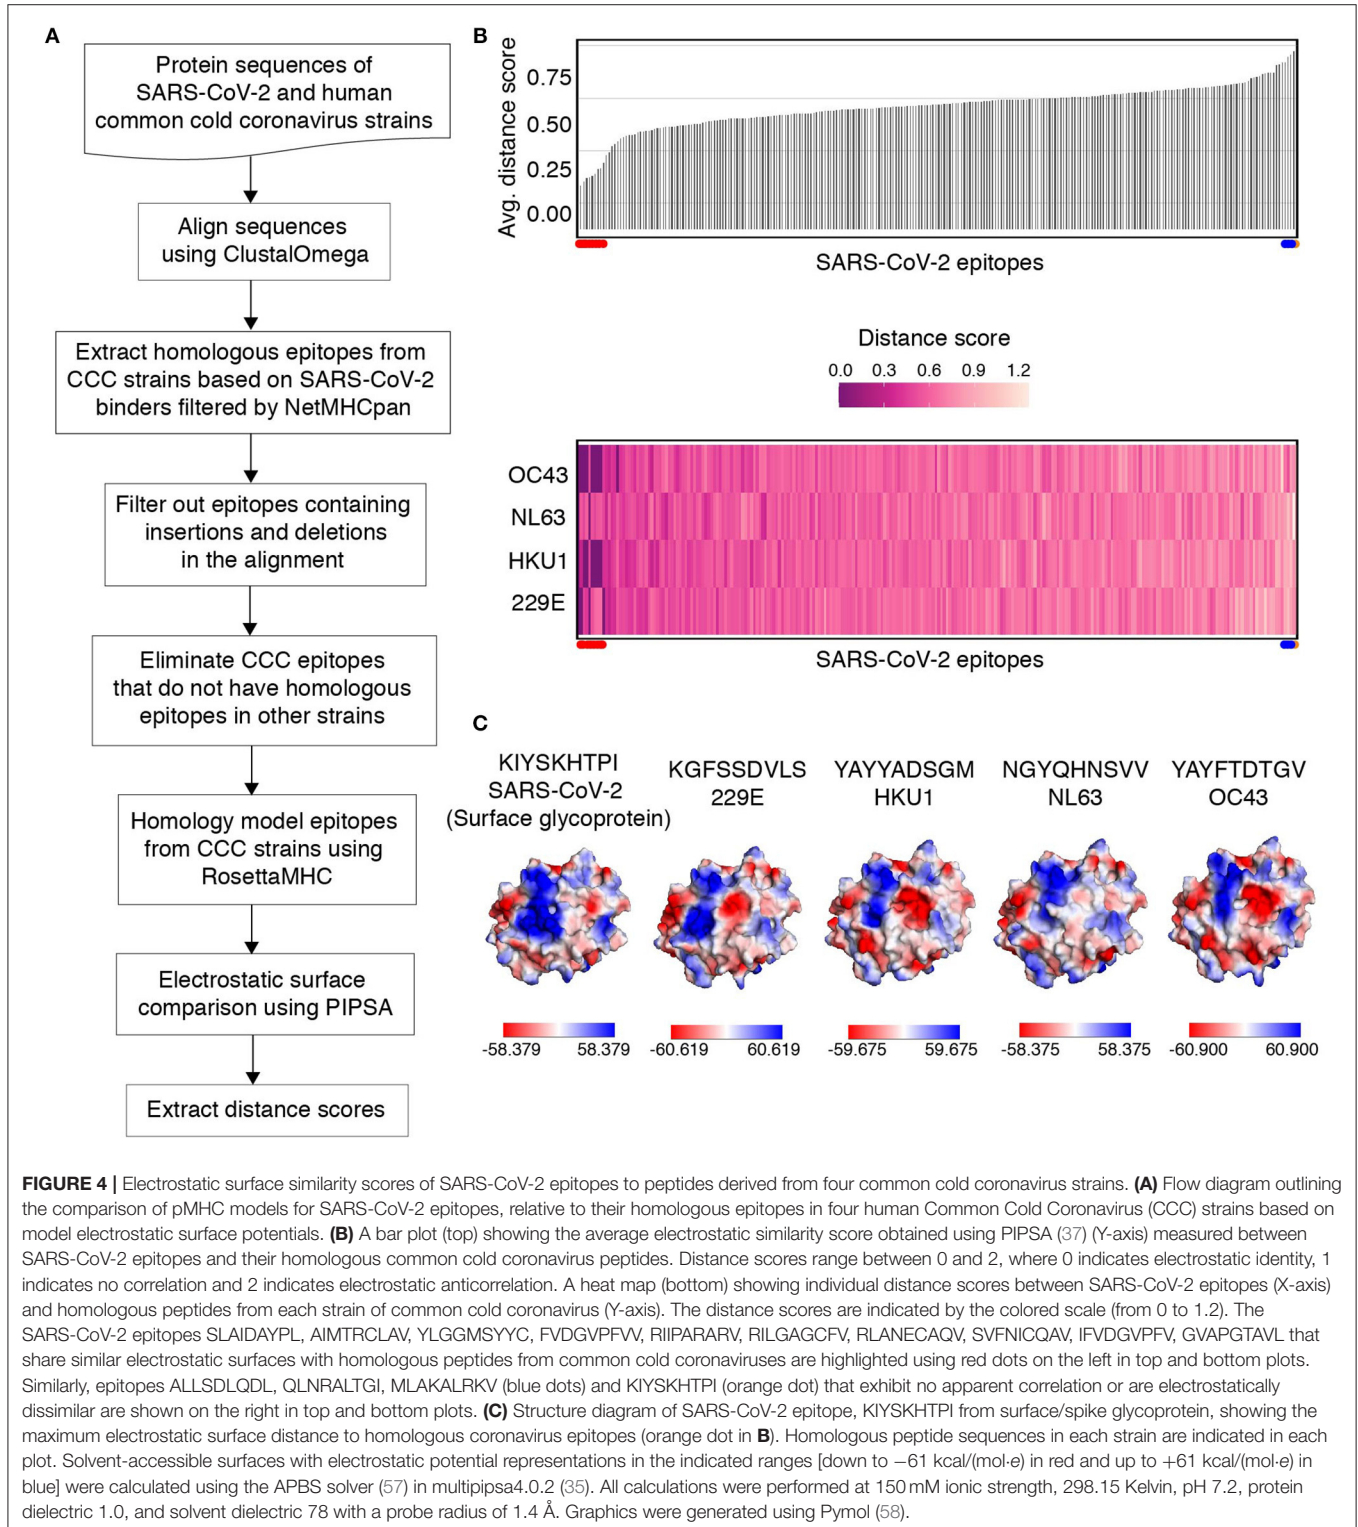 A
Protein sequences of
SARS-CoV-2 and human
common cold coronavirus strains
Align sequences
using ClustalOmega
Extract homologous epitopes from
CCC strains based on SARS-CoV-2
binders filtered by NetMHCpan
Filter out epitopes containing
insertions and deletions
in the alignment
Eliminate CCC epitopes
that do not have homologous
epitopes in other strains
Homology model epitopes
from CCC strains using
RosettaMHC
Electrostatic surface
comparison using PIPSA
Extract distance scores
B
Avg. distance score
0.75
0.50
0.25
0.00
SARS-CoV-2 epitopes
Distance score
0.0 0.3 0.6 0.9 1.2
OC43
NL63
HKU1
229E
SARS-CoV-2 epitopes
C
KIYSKHTPI
SARS-CoV-2
(Surface glycoprotein)
KGFSSDVLS
229E
YAYYADSGM
HKU1
NGYQHNSVV
NL63
YAYFTDTGV
OC43
-58.379 58.379
-60.619 60.619
-59.675 59.675
-58.375 58.375
-60.900 60.900
FIGURE 4 | Electrostatic surface similarity scores of SARS-CoV-2 epitopes to peptides derived from four common cold coronavirus strains. (A) Flow diagram outlining
the comparison of pMHC models for SARS-CoV-2 epitopes, relative to their homologous epitopes in four human Common Cold Coronavirus (CCC) strains based on
model electrostatic surface potentials. (B) A bar plot (top) showing the average electrostatic similarity score obtained using PIPSA (37) (Y-axis) measured between
SARS-CoV-2 epitopes and their homologous common cold coronavirus peptides. Distance scores range between 0 and 2, where 0 indicates electrostatic identity, 1
indicates no correlation and 2 indicates electrostatic anticorrelation. A heat map (bottom) showing individual distance scores between SARS-CoV-2 epitopes (X-axis)
and homologous peptides from each strain of common cold coronavirus (Y-axis). The distance scores are indicated by the colored scale (from 0 to 1.2). The
SARS-CoV-2 epitopes SLAIDAYPL, AIMTRCLAV, YLGGMSYYC, FVDGVPFVV, RIIPARARV, RILGAGCFV, RLANECAQV, SVFNICQAV, IFVDGVPFV, GVAPGTAVL that
share similar electrostatic surfaces with homologous peptides from common cold coronaviruses are highlighted using red dots on the left in top and bottom plots.
Similarly, epitopes ALLSDLQDL, QLNRALTGI, MLAKALRKV (blue dots) and KIYSKHTPI (orange dot) that exhibit no apparent correlation or are electrostatically
dissimilar are shown on the right in top and bottom plots. (C) Structure diagram of SARS-CoV-2 epitope, KIYSKHTPI from surface/spike glycoprotein, showing the
maximum electrostatic surface distance to homologous coronavirus epitopes (orange dot in B). Homologous peptide sequences in each strain are indicated in each
plot. Solvent-accessible surfaces with electrostatic potential representations in the indicated ranges [down to −61 kcal/(mol·e) in red and up to +61 kcal/(mol·e) in
blue] were calculated using the APBS solver (57) in multipipsa4.0.2 (35). All calculations were performed at 150 mM ionic strength, 298.15 Kelvin, pH 7.2, protein
dielectric 1.0, and solvent dielectric 78 with a probe radius of 1.4 Å. Graphics were generated using Pymol (58).